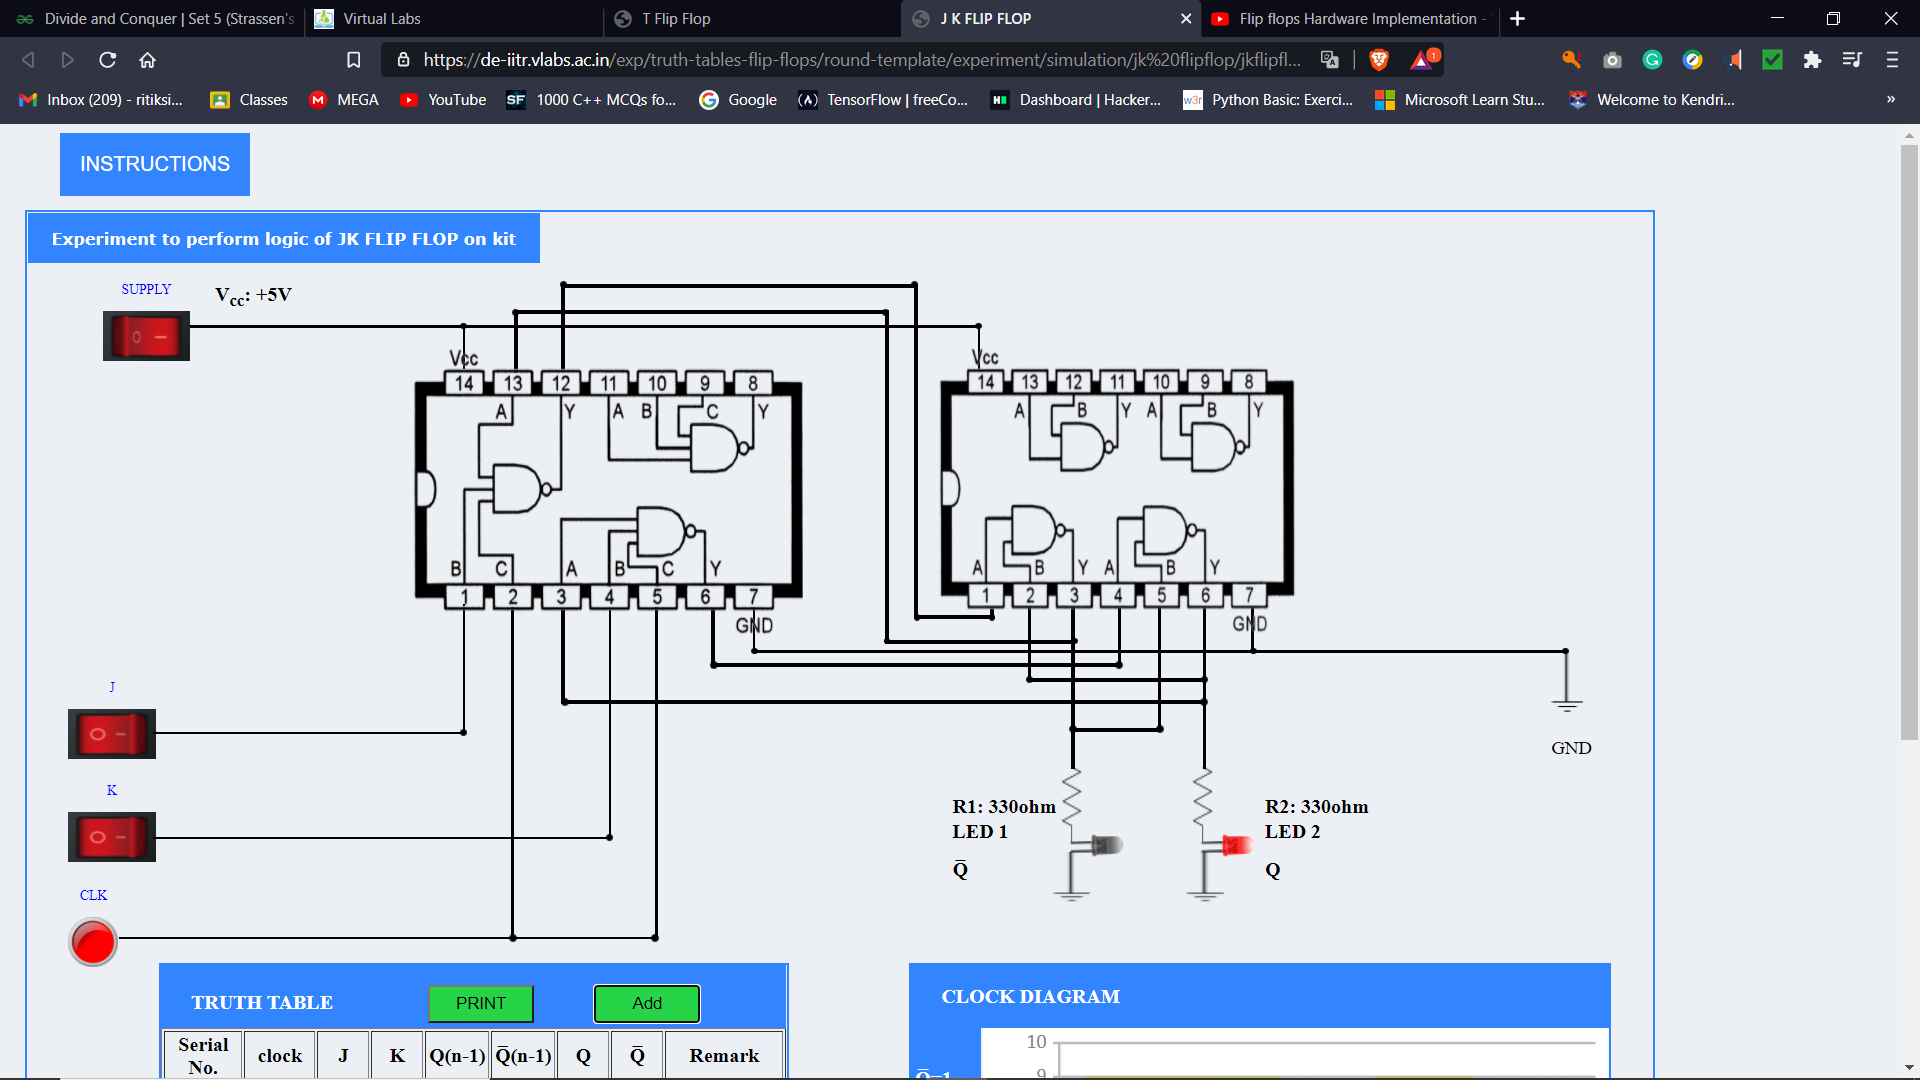 Divide and Conquer | Set 5 (Strassen's
Virtual Labs
T Flip Flop
J K FLIP FLOP
Flip flops Hardware Implementation -
https://de-iitr.vlabs.ac.in/exp/truth-tables-flip-flops/round-template/experiment/simulation/jk%20flipflop/jkflipfl...
1
Inbox (209) - ritiksi...
Classes
MEGA
YouTube
SF 1000 C++ MCQs fo...
Google
TensorFlow | freeCo...
Dashboard | Hacker...
w3r Python Basic: Exerci...
Microsoft Learn Stu...
Welcome to Kendri...
»
INSTRUCTIONS
Experiment to perform logic of JK FLIP FLOP on kit
SUPPLY
Vcc: +5V
Vcc
Vcc
14 13 12 11 10 9 8
14 13 12 11 10 9 8
A Y A B C Y
A B Y A B Y
B C A B C Y
A B Y A B Y
1 2 3 4 5 6 7
1 2 3 4 5 6 7
GND
GND
J
GND
K
R1: 330ohm
LED 1
Q̅
R2: 330ohm
LED 2
Q
CLK
TRUTH TABLE
PRINT
Add
Serial No.
clock
J
K
Q(n-1)
Q̅(n-1)
Q
Q̅
Remark
CLOCK DIAGRAM
10
9
Q̅=1